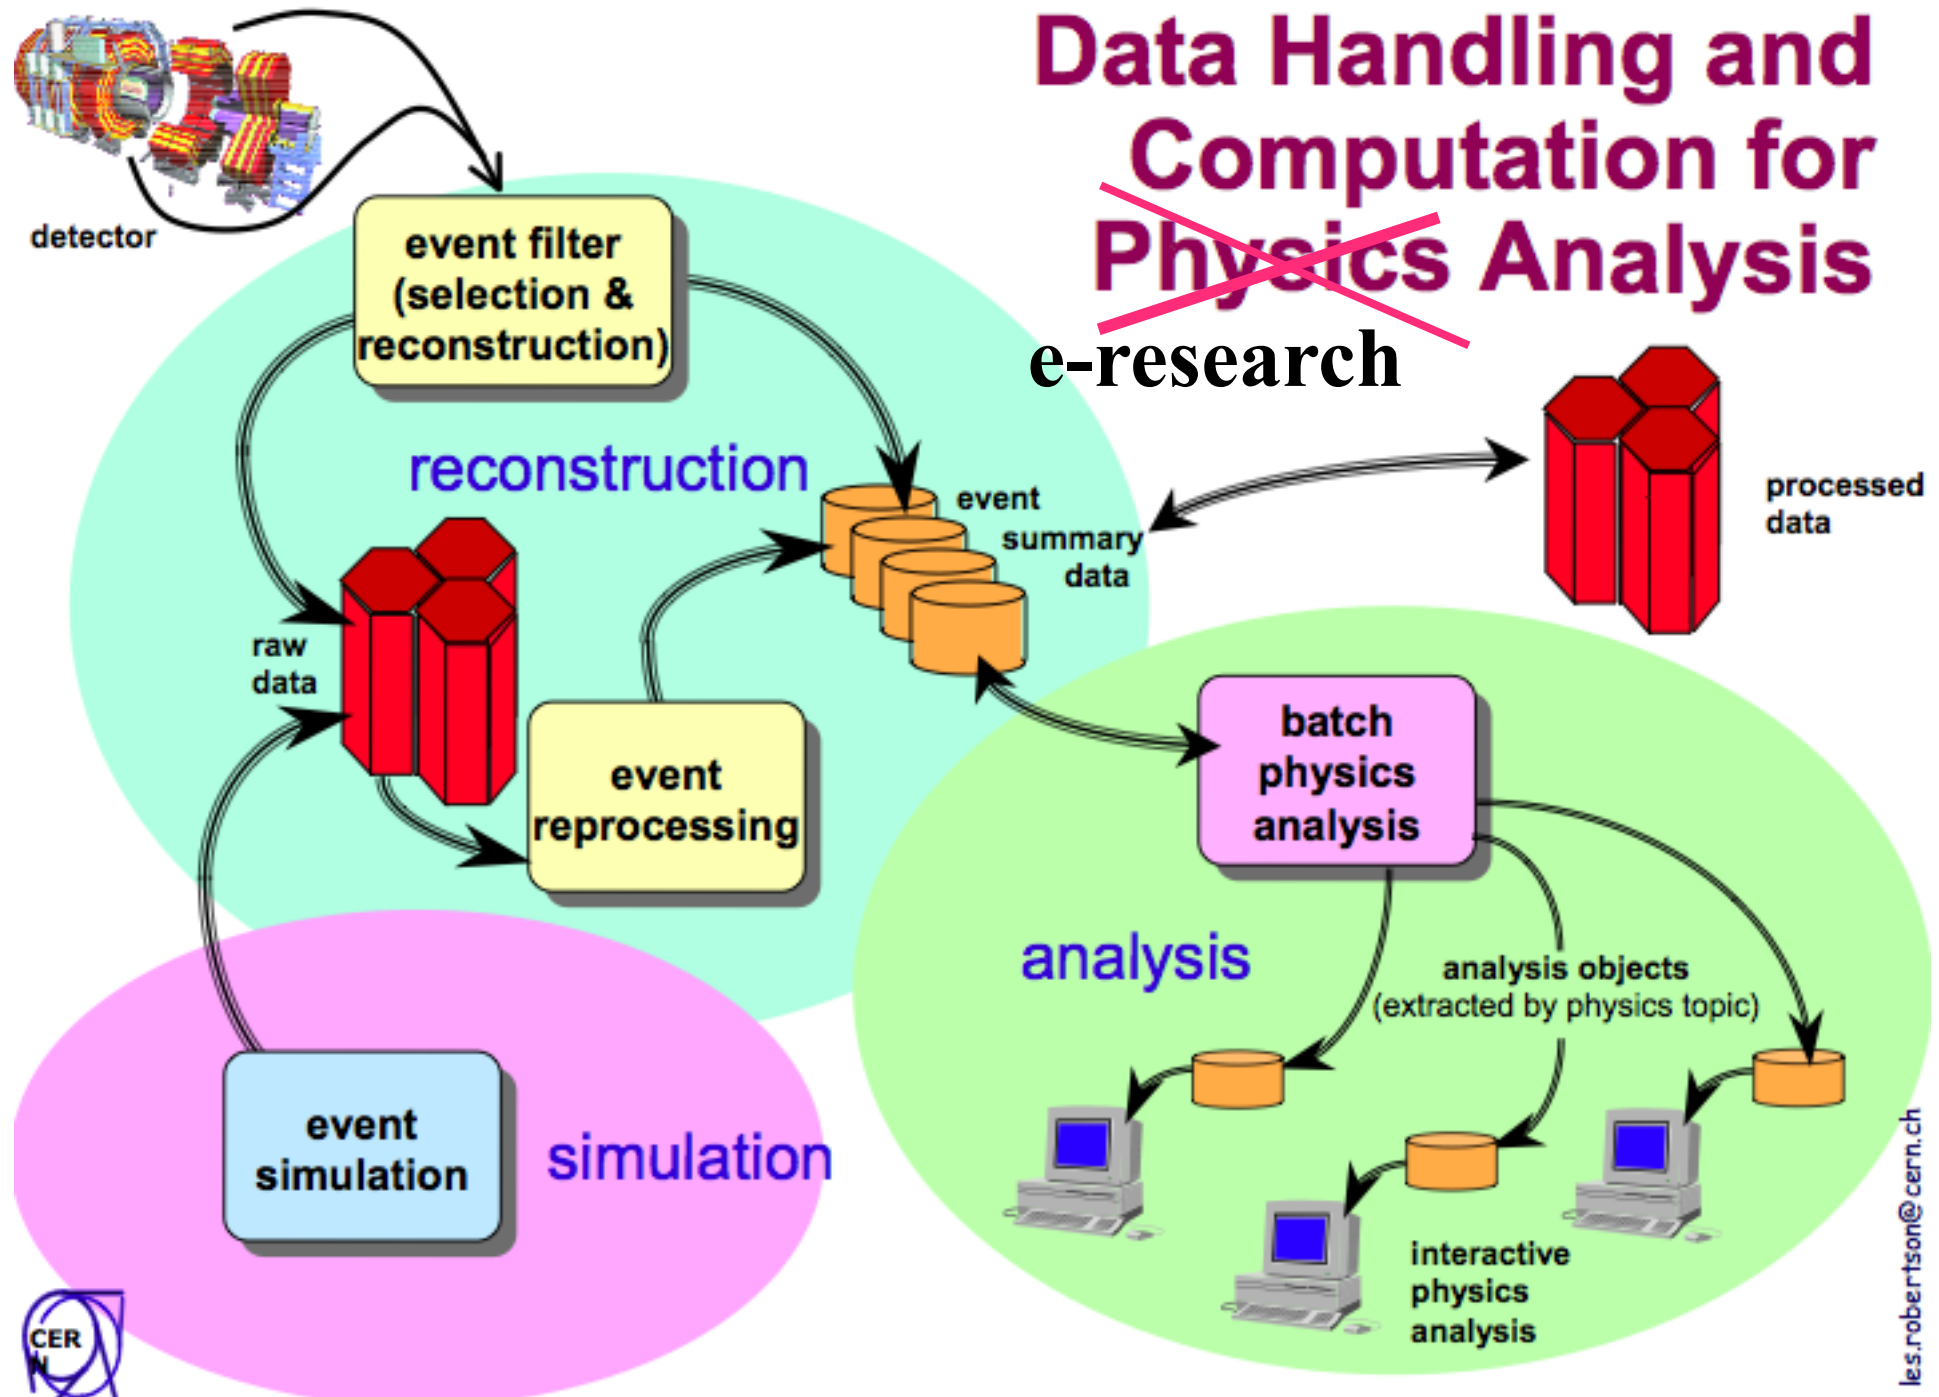 Data Handling and
Computation for
Physics Analysis
e-research
detector
event filter
(selection &
reconstruction)
reconstruction
event
summary
data
processed
data
raw
data
event
reprocessing
batch
physics
analysis
analysis
analysis objects
(extracted by physics topic)
event
simulation
simulation
interactive
physics
analysis
les.robertson@cern.ch
CER
N